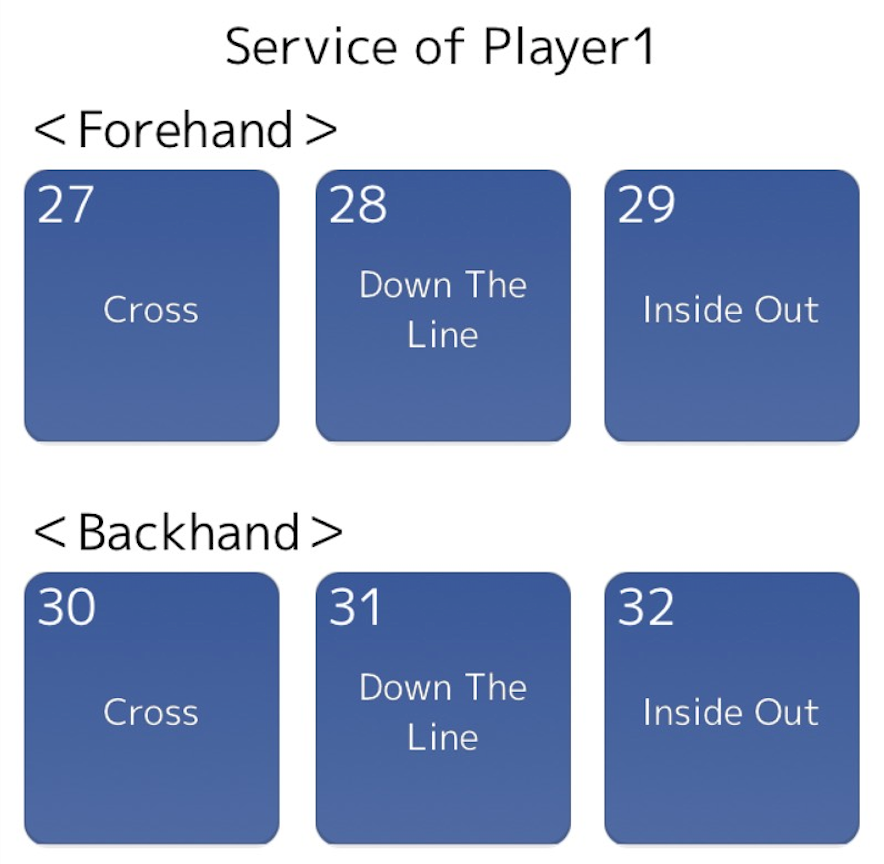 Service of Player1
<Forehand>
27
28
29
Cross
Down The
Line
Inside Out
<Backhand>
30
31
32
Cross
Down The
Line
Inside Out